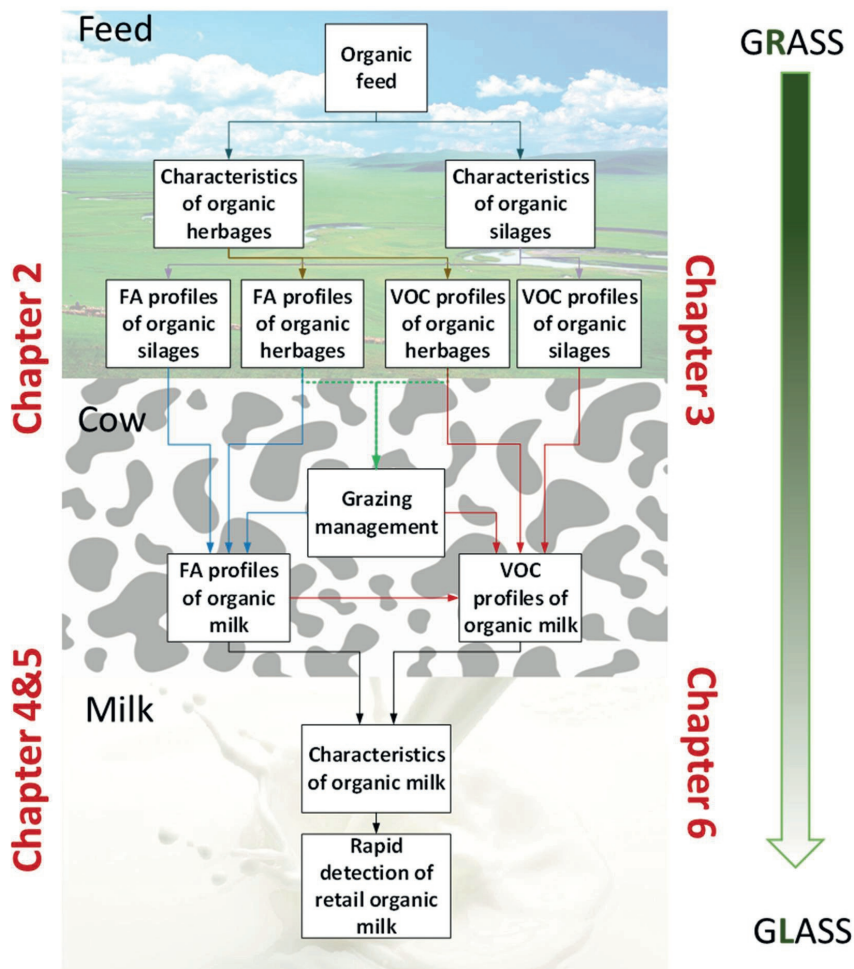 Feed
GRASS
Organic
feed
Characteristics
of organic
herbages
Characteristics
of organic
silages
Chapter 2
FA profiles
of organic
silages
FA profiles
of organic
herbages
VOC profiles
of organic
herbages
VOC profiles
of organic
silages
Chapter 3
Cow
Grazing
management
FA profiles
of organic
milk
VOC
profiles of
organic milk
Chapter 4&5
Milk
Chapter 6
Characteristics
of organic milk
Rapid
detection of
retail organic
milk
GLASS